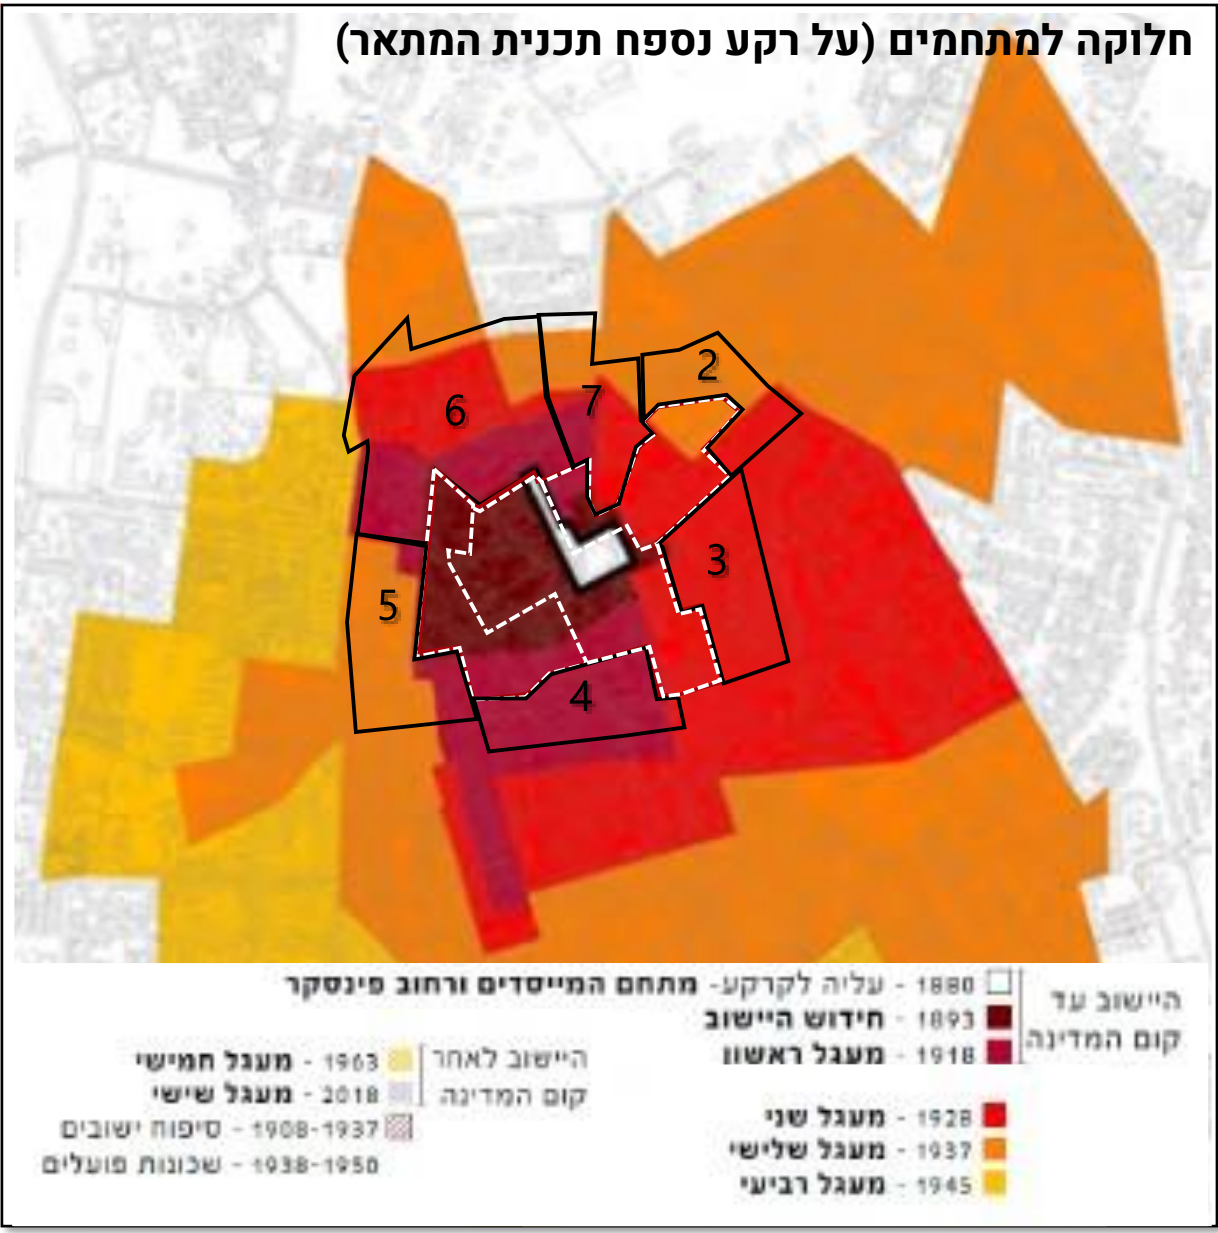 חלוקה למתחמים (על רקע נספח תכנית המתאר)
2
7
6
3
5
4
היישוב עד
קום המדינה
1880 - עליה לקרקע- מתחם המייסדים ורחוב פינסקר
1893 - חידוש היישוב
1918 - מעגל ראשון
1928 - מעגל שני
1937 - מעגל שלישי
1945 - מעגל רביעי
היישוב לאחר
קום המדינה
1963 - מעגל חמישי
2018 - מעגל שישי
1908-1937 - סיפוח ישובים
1938-1950 - שכונות פועלים